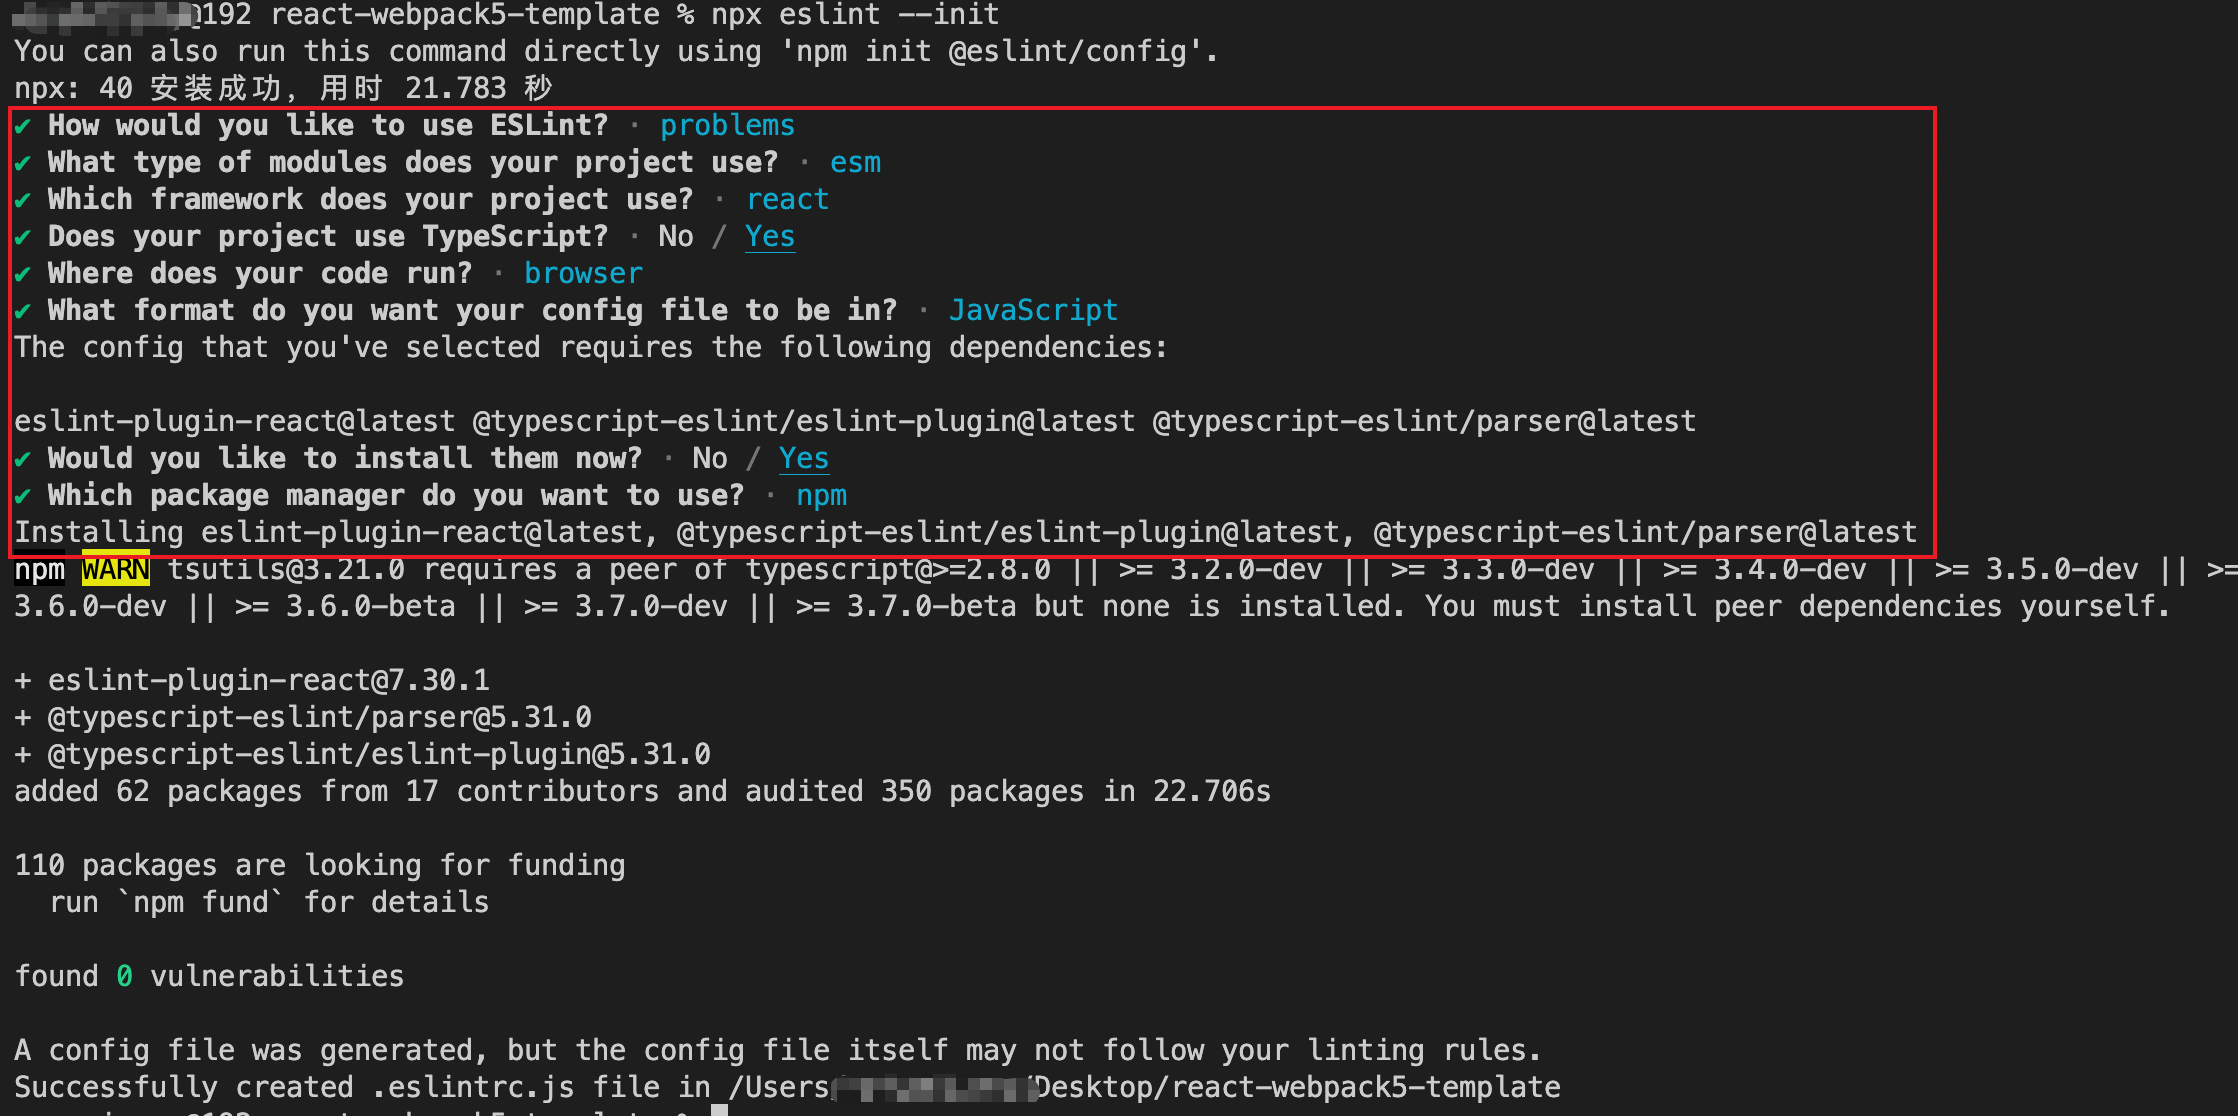 @192 react-webpack5-template % npx eslint --init
You can also run this command directly using 'npm init @eslint/config'.
npx: 40 安装成功，用时 21.783 秒
✔ How would you like to use ESLint? · problems
✔ What type of modules does your project use? · esm
✔ Which framework does your project use? · react
✔ Does your project use TypeScript? · No / Yes
✔ Where does your code run? · browser
✔ What format do you want your config file to be in? · JavaScript
The config that you've selected requires the following dependencies:
eslint-plugin-react@latest @typescript-eslint/eslint-plugin@latest @typescript-eslint/parser@latest
✔ Would you like to install them now? · No / Yes
✔ Which package manager do you want to use? · npm
Installing eslint-plugin-react@latest, @typescript-eslint/eslint-plugin@latest, @typescript-eslint/parser@latest
npm WARN tsutils@3.21.0 requires a peer of typescript@>=2.8.0 || >= 3.2.0-dev || >= 3.3.0-dev || >= 3.4.0-dev || >= 3.5.0-dev || >=
3.6.0-dev || >= 3.6.0-beta || >= 3.7.0-dev || >= 3.7.0-beta but none is installed. You must install peer dependencies yourself.
+ eslint-plugin-react@7.30.1
+ @typescript-eslint/parser@5.31.0
+ @typescript-eslint/eslint-plugin@5.31.0
added 62 packages from 17 contributors and audited 350 packages in 22.706s
110 packages are looking for funding
  run `npm fund` for details
found 0 vulnerabilities
A config file was generated, but the config file itself may not follow your linting rules.
Successfully created .eslintrc.js file in /Users/Desktop/react-webpack5-template